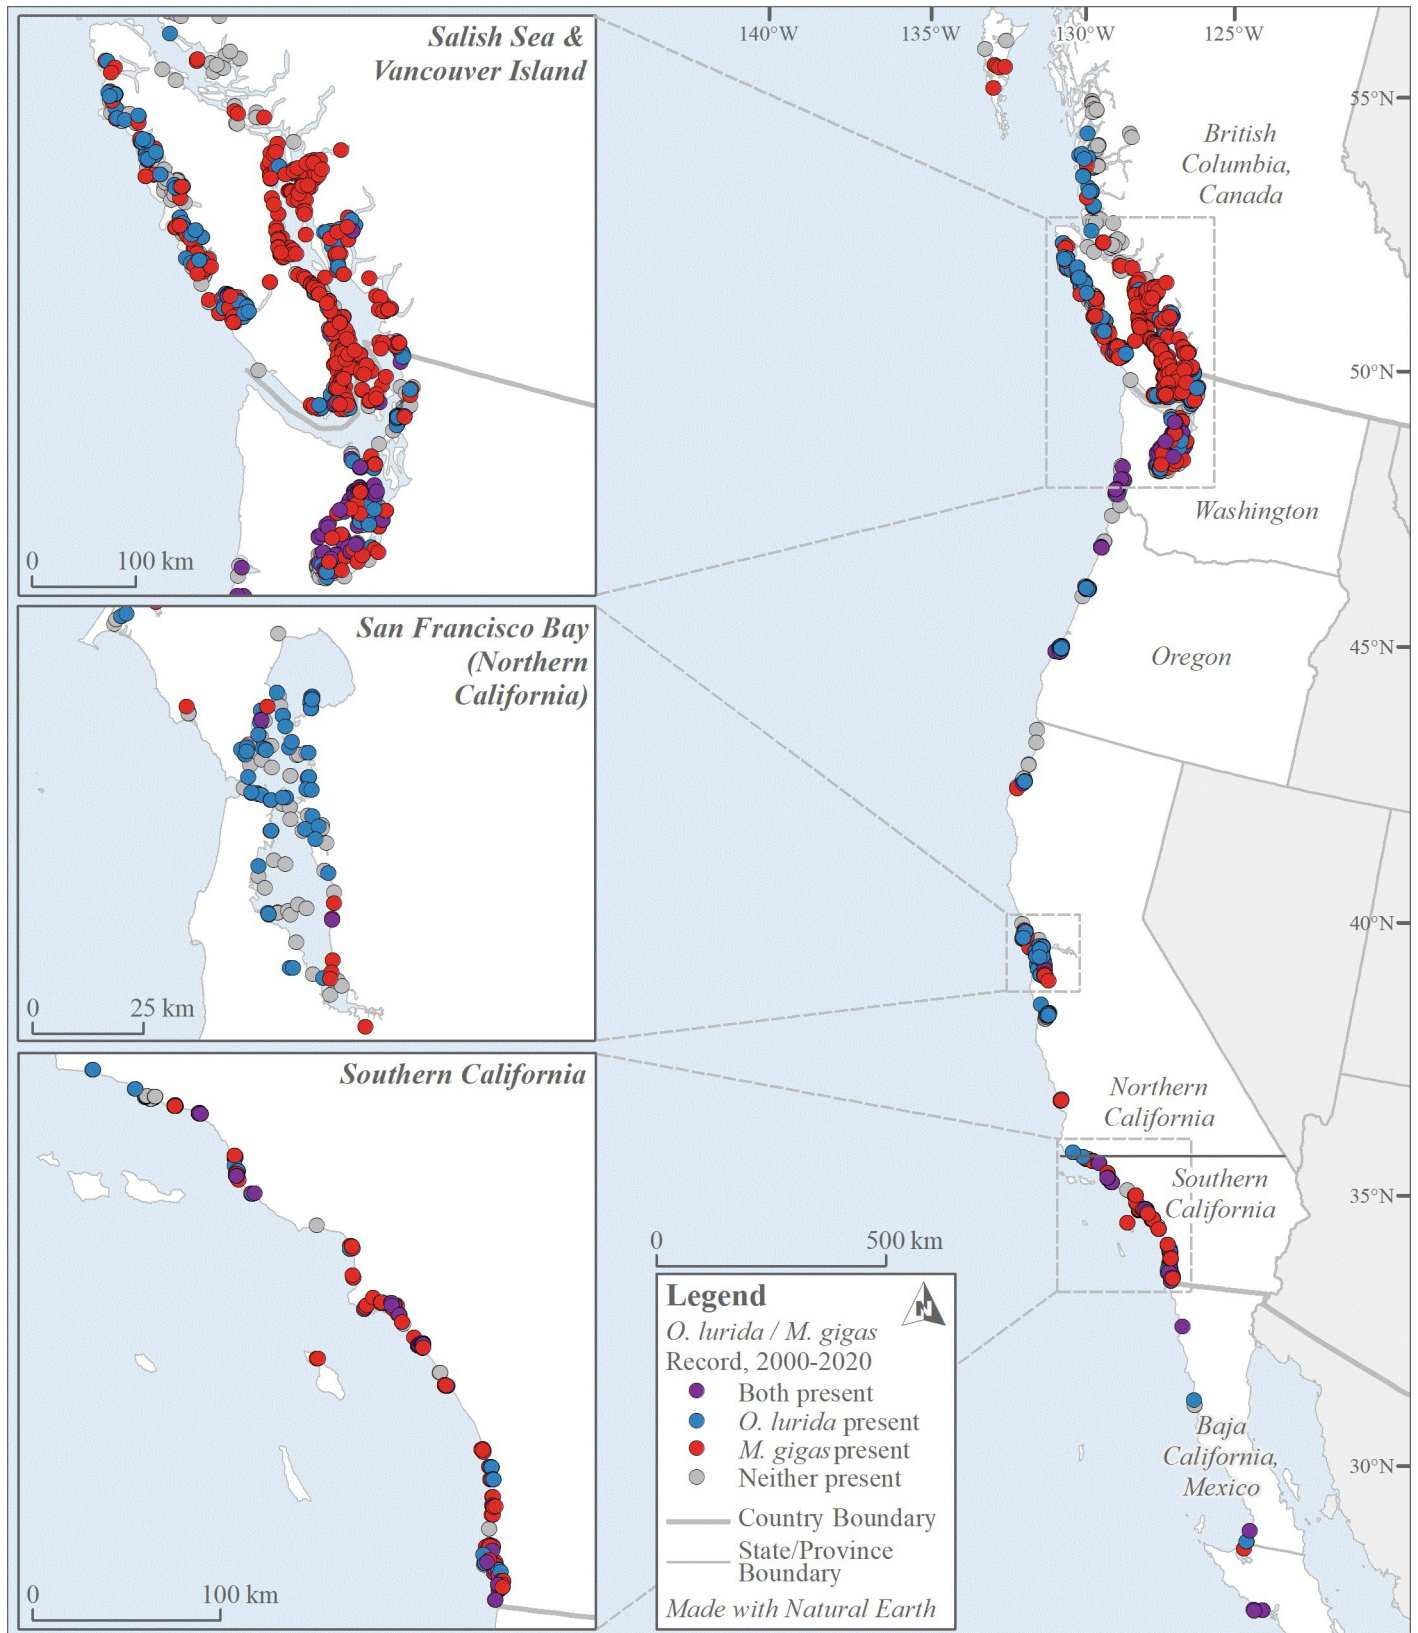 Salish Sea &
Vancouver Island
0 100 km
San Francisco Bay
(Northern
California)
0 25 km
Southern California
0 100 km
140°W 135°W 130°W 125°W
55°N
British
Columbia,
Canada
50°N
Washington
45°N
Oregon
40°N
Northern
California
Southern
California
35°N
0 500 km
Baja
California,
Mexico
30°N
Legend
N
O. lurida / M. gigas
Record, 2000-2020
Both present
O. lurida present
M. gigas present
Neither present
Country Boundary
State/Province
Boundary
Made with Natural Earth